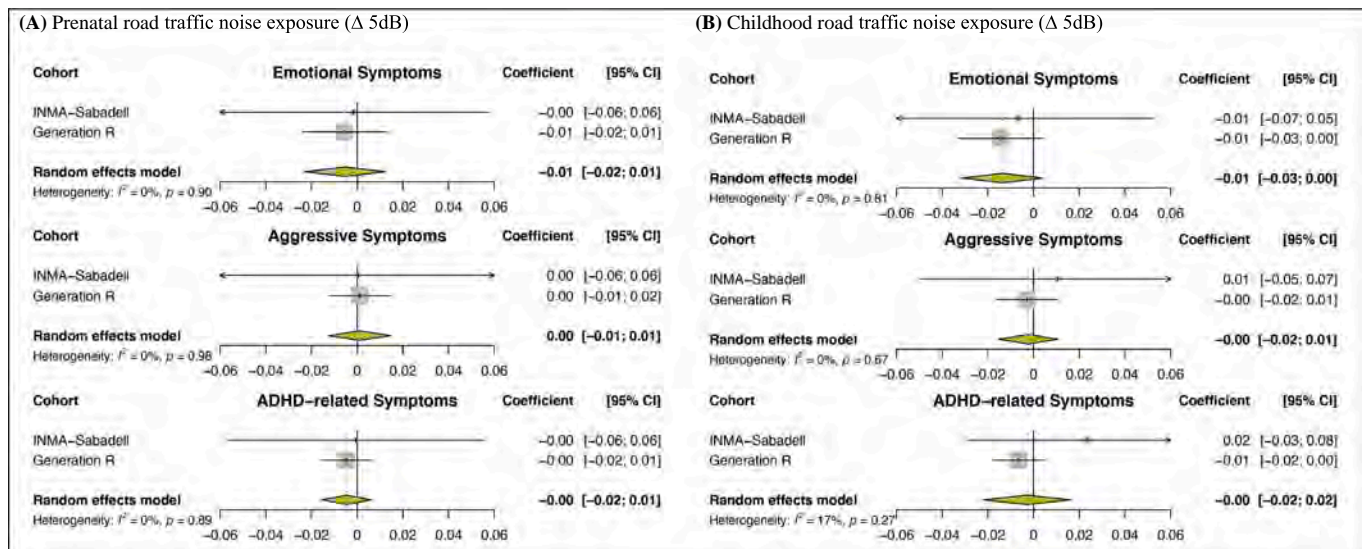 (A) Prenatal road traffic noise exposure (Δ 5dB)
Cohort Emotional Symptoms Coefficient [95% CI]
INMA−Sabadell −0.00 [−0.06; 0.06]
Generation R −0.01 [−0.02; 0.01]
Random effects model −0.01 [−0.02; 0.01]
Heterogeneity: I² = 0%, p = 0.90
−0.06 −0.04 −0.02 0 0.02 0.04 0.06
Cohort Aggressive Symptoms Coefficient [95% CI]
INMA−Sabadell 0.00 [−0.06; 0.06]
Generation R 0.00 [−0.01; 0.02]
Random effects model 0.00 [−0.01; 0.01]
Heterogeneity: I² = 0%, p = 0.98
−0.06 −0.04 −0.02 0 0.02 0.04 0.06
Cohort ADHD−related Symptoms Coefficient [95% CI]
INMA−Sabadell −0.00 [−0.06; 0.06]
Generation R −0.00 [−0.02; 0.01]
Random effects model −0.00 [−0.02; 0.01]
Heterogeneity: I² = 0%, p = 0.89
−0.06 −0.04 −0.02 0 0.02 0.04 0.06
(B) Childhood road traffic noise exposure (Δ 5dB)
Cohort Emotional Symptoms Coefficient [95% CI]
INMA−Sabadell −0.01 [−0.07; 0.05]
Generation R −0.01 [−0.03; 0.00]
Random effects model −0.01 [−0.03; 0.00]
Heterogeneity: I² = 0%, p = 0.81
−0.06 −0.04 −0.02 0 0.02 0.04 0.06
Cohort Aggressive Symptoms Coefficient [95% CI]
INMA−Sabadell 0.01 [−0.05; 0.07]
Generation R −0.00 [−0.02; 0.01]
Random effects model −0.00 [−0.02; 0.01]
Heterogeneity: I² = 0%, p = 0.67
−0.06 −0.04 −0.02 0 0.02 0.04 0.06
Cohort ADHD−related Symptoms Coefficient [95% CI]
INMA−Sabadell 0.02 [−0.03; 0.08]
Generation R −0.01 [−0.02; 0.00]
Random effects model −0.00 [−0.02; 0.02]
Heterogeneity: I² = 17%, p = 0.27
−0.06 −0.04 −0.02 0 0.02 0.04 0.06